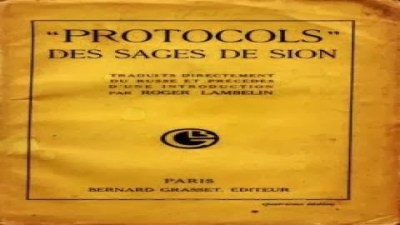 "PROTOCOLS"
DES SAGES DE SION
TRADUITS DIRECTEMENT
DU RUSSE ET PRÉCÉDÉS
D'UNE INTRODUCTION
PAR ROGER LAMBELIN
PARIS
BERNARD GRASSET, EDITEUR